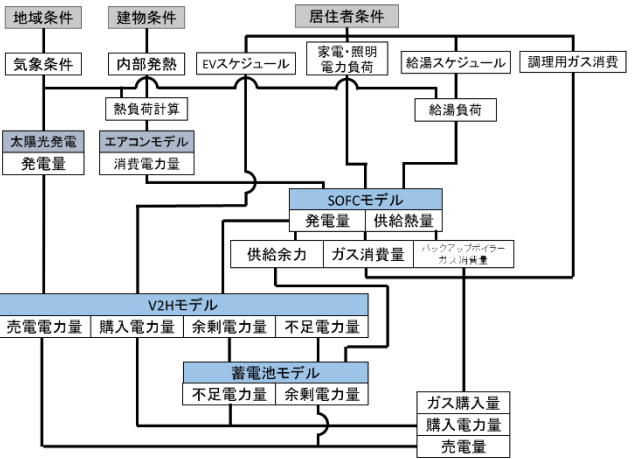 地域条件
建物条件
居住者条件
気象条件
内部発熱
EVスケジュール
家電・照明
電力負荷
給湯スケジュール
調理用ガス消費
熱負荷計算
給湯負荷
太陽光発電
発電量
エアコンモデル
消費電力量
SOFCモデル
発電量
供給熱量
供給余力
ガス消費量
バックアップボイラー
ガス消費量
V2Hモデル
売電電力量
購入電力量
余剰電力量
不足電力量
蓄電池モデル
不足電力量
余剰電力量
ガス購入量
購入電力量
売電量